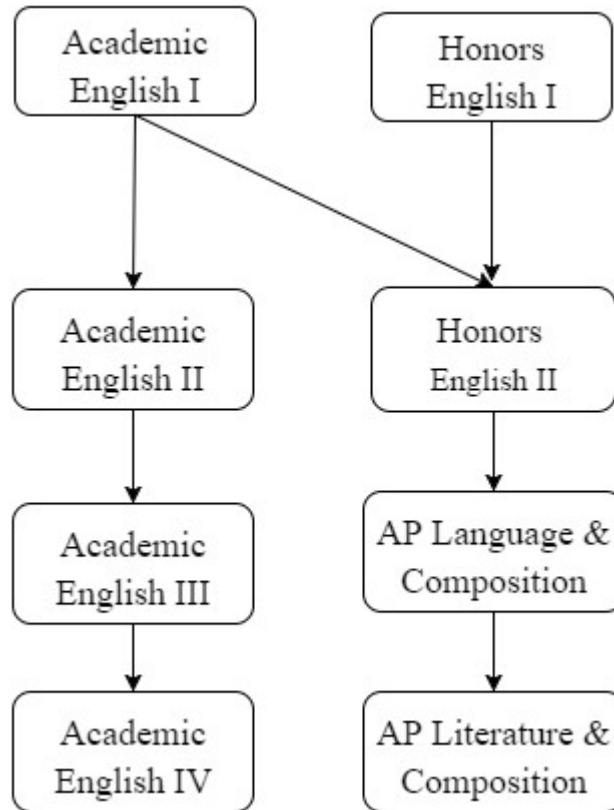 Academic
English I
Honors
English I
Academic
English II
Honors
English II
Academic
English III
AP Language &
Composition
Academic
English IV
AP Literature &
Composition